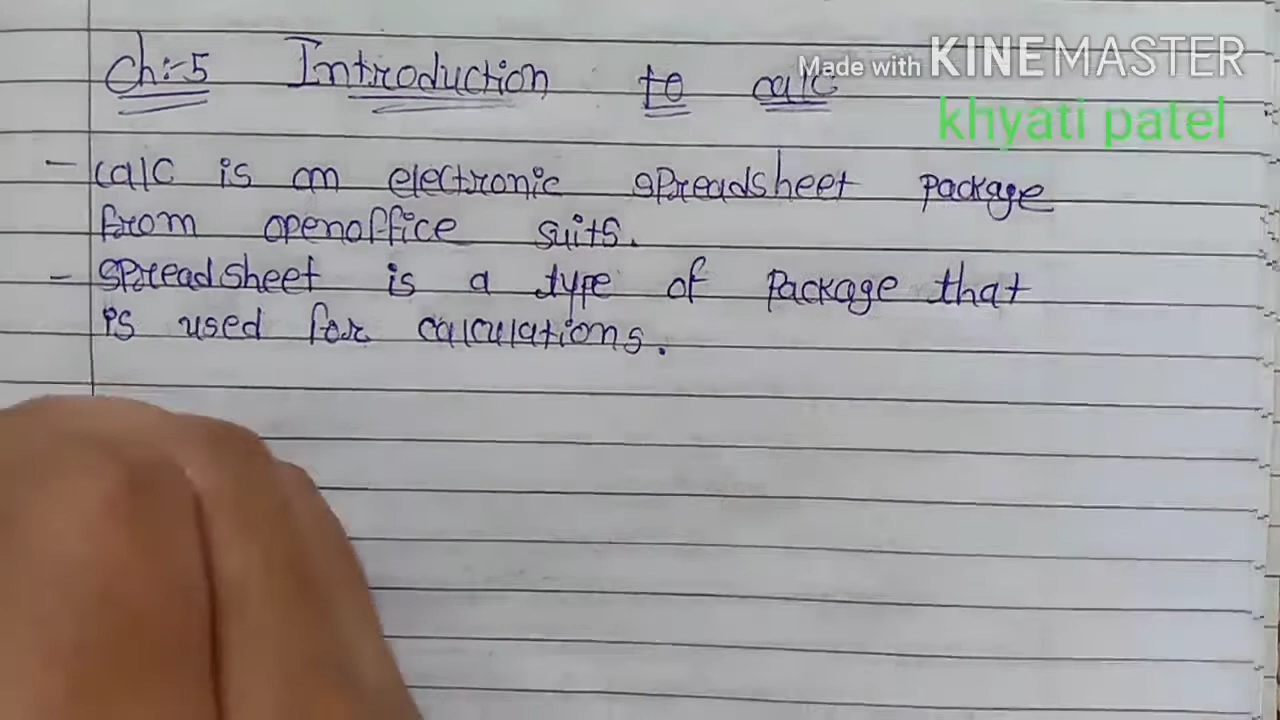 Ch:-5 Introduction to calc
Made with KINEMASTER
khyati patel
- calc is an electronic spreadsheet package
from openoffice suits.
- spreadsheet is a type of package that
is used for calculations.